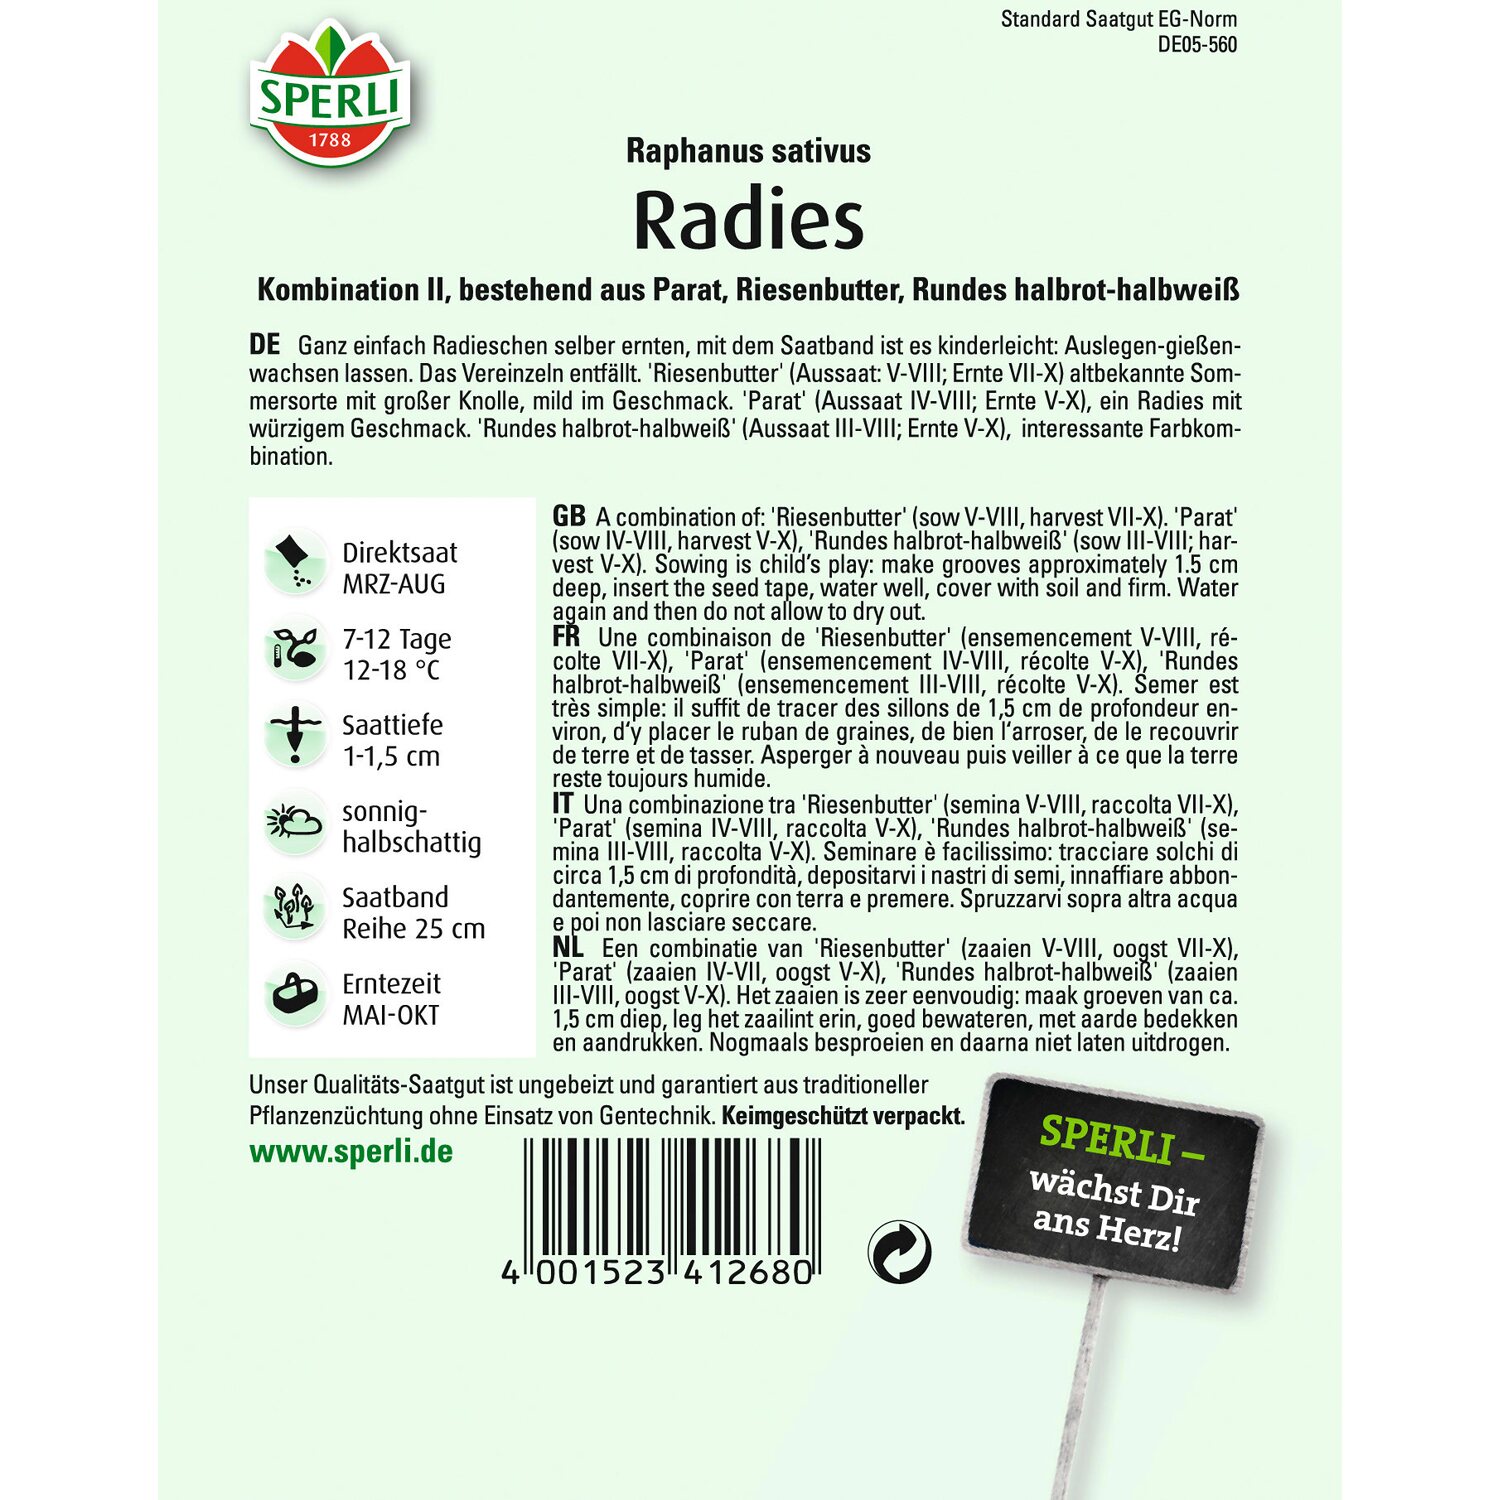 Standard Saatgut EG-Norm
DE05-560
SPERLI
1788
Raphanus sativus
Radies
Kombination II, bestehend aus Parat, Riesenbutter, Rundes halbrot-halbweiß
DE Ganz einfach Radieschen selber ernten, mit dem Saatband ist es kinderleicht: Auslegen-gießen-
wachsen lassen. Das Vereinzeln entfällt. 'Riesenbutter' (Aussaat: V-VIII; Ernte VII-X) altbekannte Som-
mersorte mit großer Knolle, mild im Geschmack. 'Parat' (Aussaat IV-VIII; Ernte V-X), ein Radies mit
würzigem Geschmack. 'Rundes halbrot-halbweiß' (Aussaat III-VIII; Ernte V-X), interessante Farbkom-
bination.
Direktsaat
MRZ-AUG
7-12 Tage
12-18 °C
Saattiefe
1-1,5 cm
sonnig-
halbschattig
Saatband
Reihe 25 cm
Erntezeit
MAI-OKT
GB A combination of: 'Riesenbutter' (sow V-VIII, harvest VII-X). 'Parat'
(sow IV-VIII, harvest V-X), 'Rundes halbrot-halbweiß' (sow III-VIII; har-
vest V-X). Sowing is child's play: make grooves approximately 1.5 cm
deep, insert the seed tape, water well, cover with soil and firm. Water
again and then do not allow to dry out.
FR Une combinaison de 'Riesenbutter' (ensemencement V-VIII, ré-
colte VII-X), 'Parat' (ensemencement IV-VIII, récolte V-X), 'Rundes
halbrot-halbweiß' (ensemencement III-VIII, récolte V-X). Semer est
très simple: il suffit de tracer des sillons de 1,5 cm de profondeur en-
viron, d'y placer le ruban de graines, de bien l'arroser, de le recouvrir
de terre et de tasser. Asperger à nouveau puis veiller à ce que la terre
reste toujours humide.
IT Una combinazione tra 'Riesenbutter' (semina V-VIII, raccolta VII-X),
'Parat' (semina IV-VIII, raccolta V-X), 'Rundes halbrot-halbweiß' (se-
mina III-VIII, raccolta V-X). Seminare è facilissimo: tracciare solchi di
circa 1,5 cm di profondità, depositarvi i nastri di semi, innaffiare abbon-
dantemente, coprire con terra e premere. Spruzzarvi sopra altra acqua
e poi non lasciare seccare.
NL Een combinatie van 'Riesenbutter' (zaaien V-VIII, oogst VII-X),
'Parat' (zaaien IV-VII, oogst V-X), 'Rundes halbrot-halbweiß' (zaaien
III-VIII, oogst V-X). Het zaaien is zeer eenvoudig: maak groeven van ca.
1,5 cm diep, leg het zaailint erin, goed bewateren, met aarde bedekken
en aandrukken. Nogmaals besproeien en daarna niet laten uitdrogen.
Unser Qualitäts-Saatgut ist ungebeizt und garantiert aus traditioneller
Pflanzenzüchtung ohne Einsatz von Gentechnik. Keimgeschützt verpackt.
www.sperli.de
4 001523 412680
SPERLI –
wächst Dir
ans Herz!